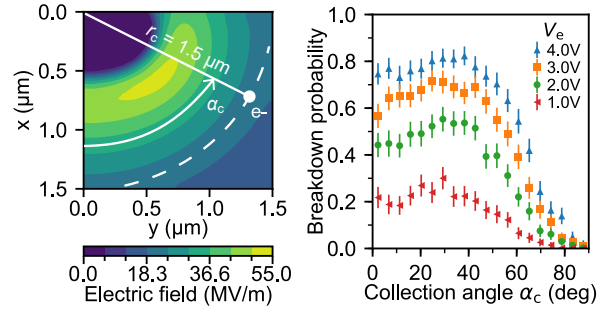 0.0
0.5
1.0
1.5
x (μm)
r_c = 1.5 μm
α_c
e-
0.0 0.5 1.0 1.5
y (μm)
0.0 18.3 36.6 55.0
Electric field (MV/m)
1.0
0.8
0.6
0.4
0.2
0.0
Breakdown probability
V_e
4.0V
3.0V
2.0V
1.0V
0 20 40 60 80
Collection angle α_c (deg)